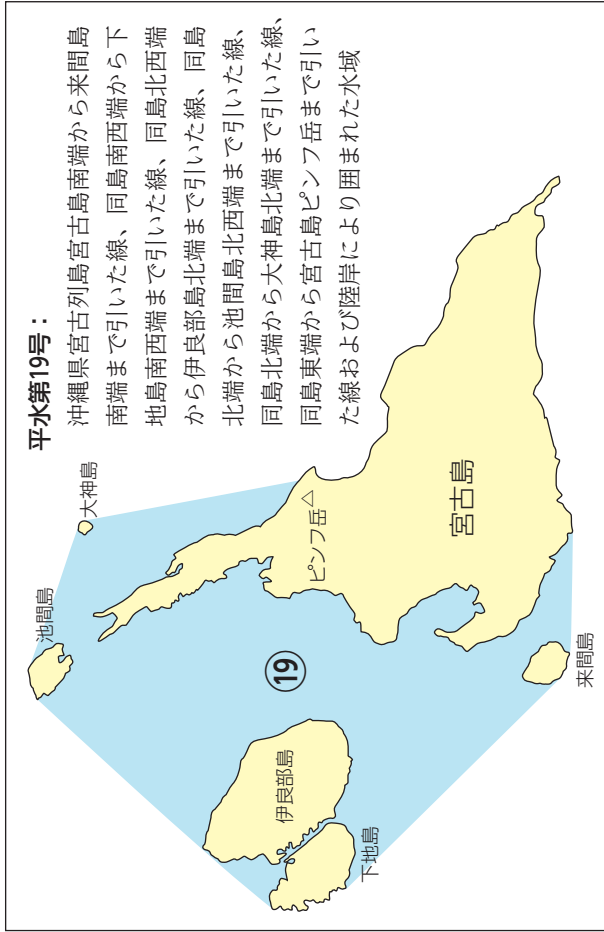 平水第19号：
沖縄県宮古列島宮古島南端から来間島
南端まで引いた線、同島南西端から下
地島南西端まで引いた線、同島北西端
から伊良部島北端まで引いた線、同島
北端から池間島北西端まで引いた線、
同島北端から大神島北端まで引いた線、
同島東端から宮古島ピンフ岳まで引い
た線および陸岸により囲まれた水域
池間島
大神島
ピンフ岳
宮古島
⑲
伊良部島
下地島
来間島